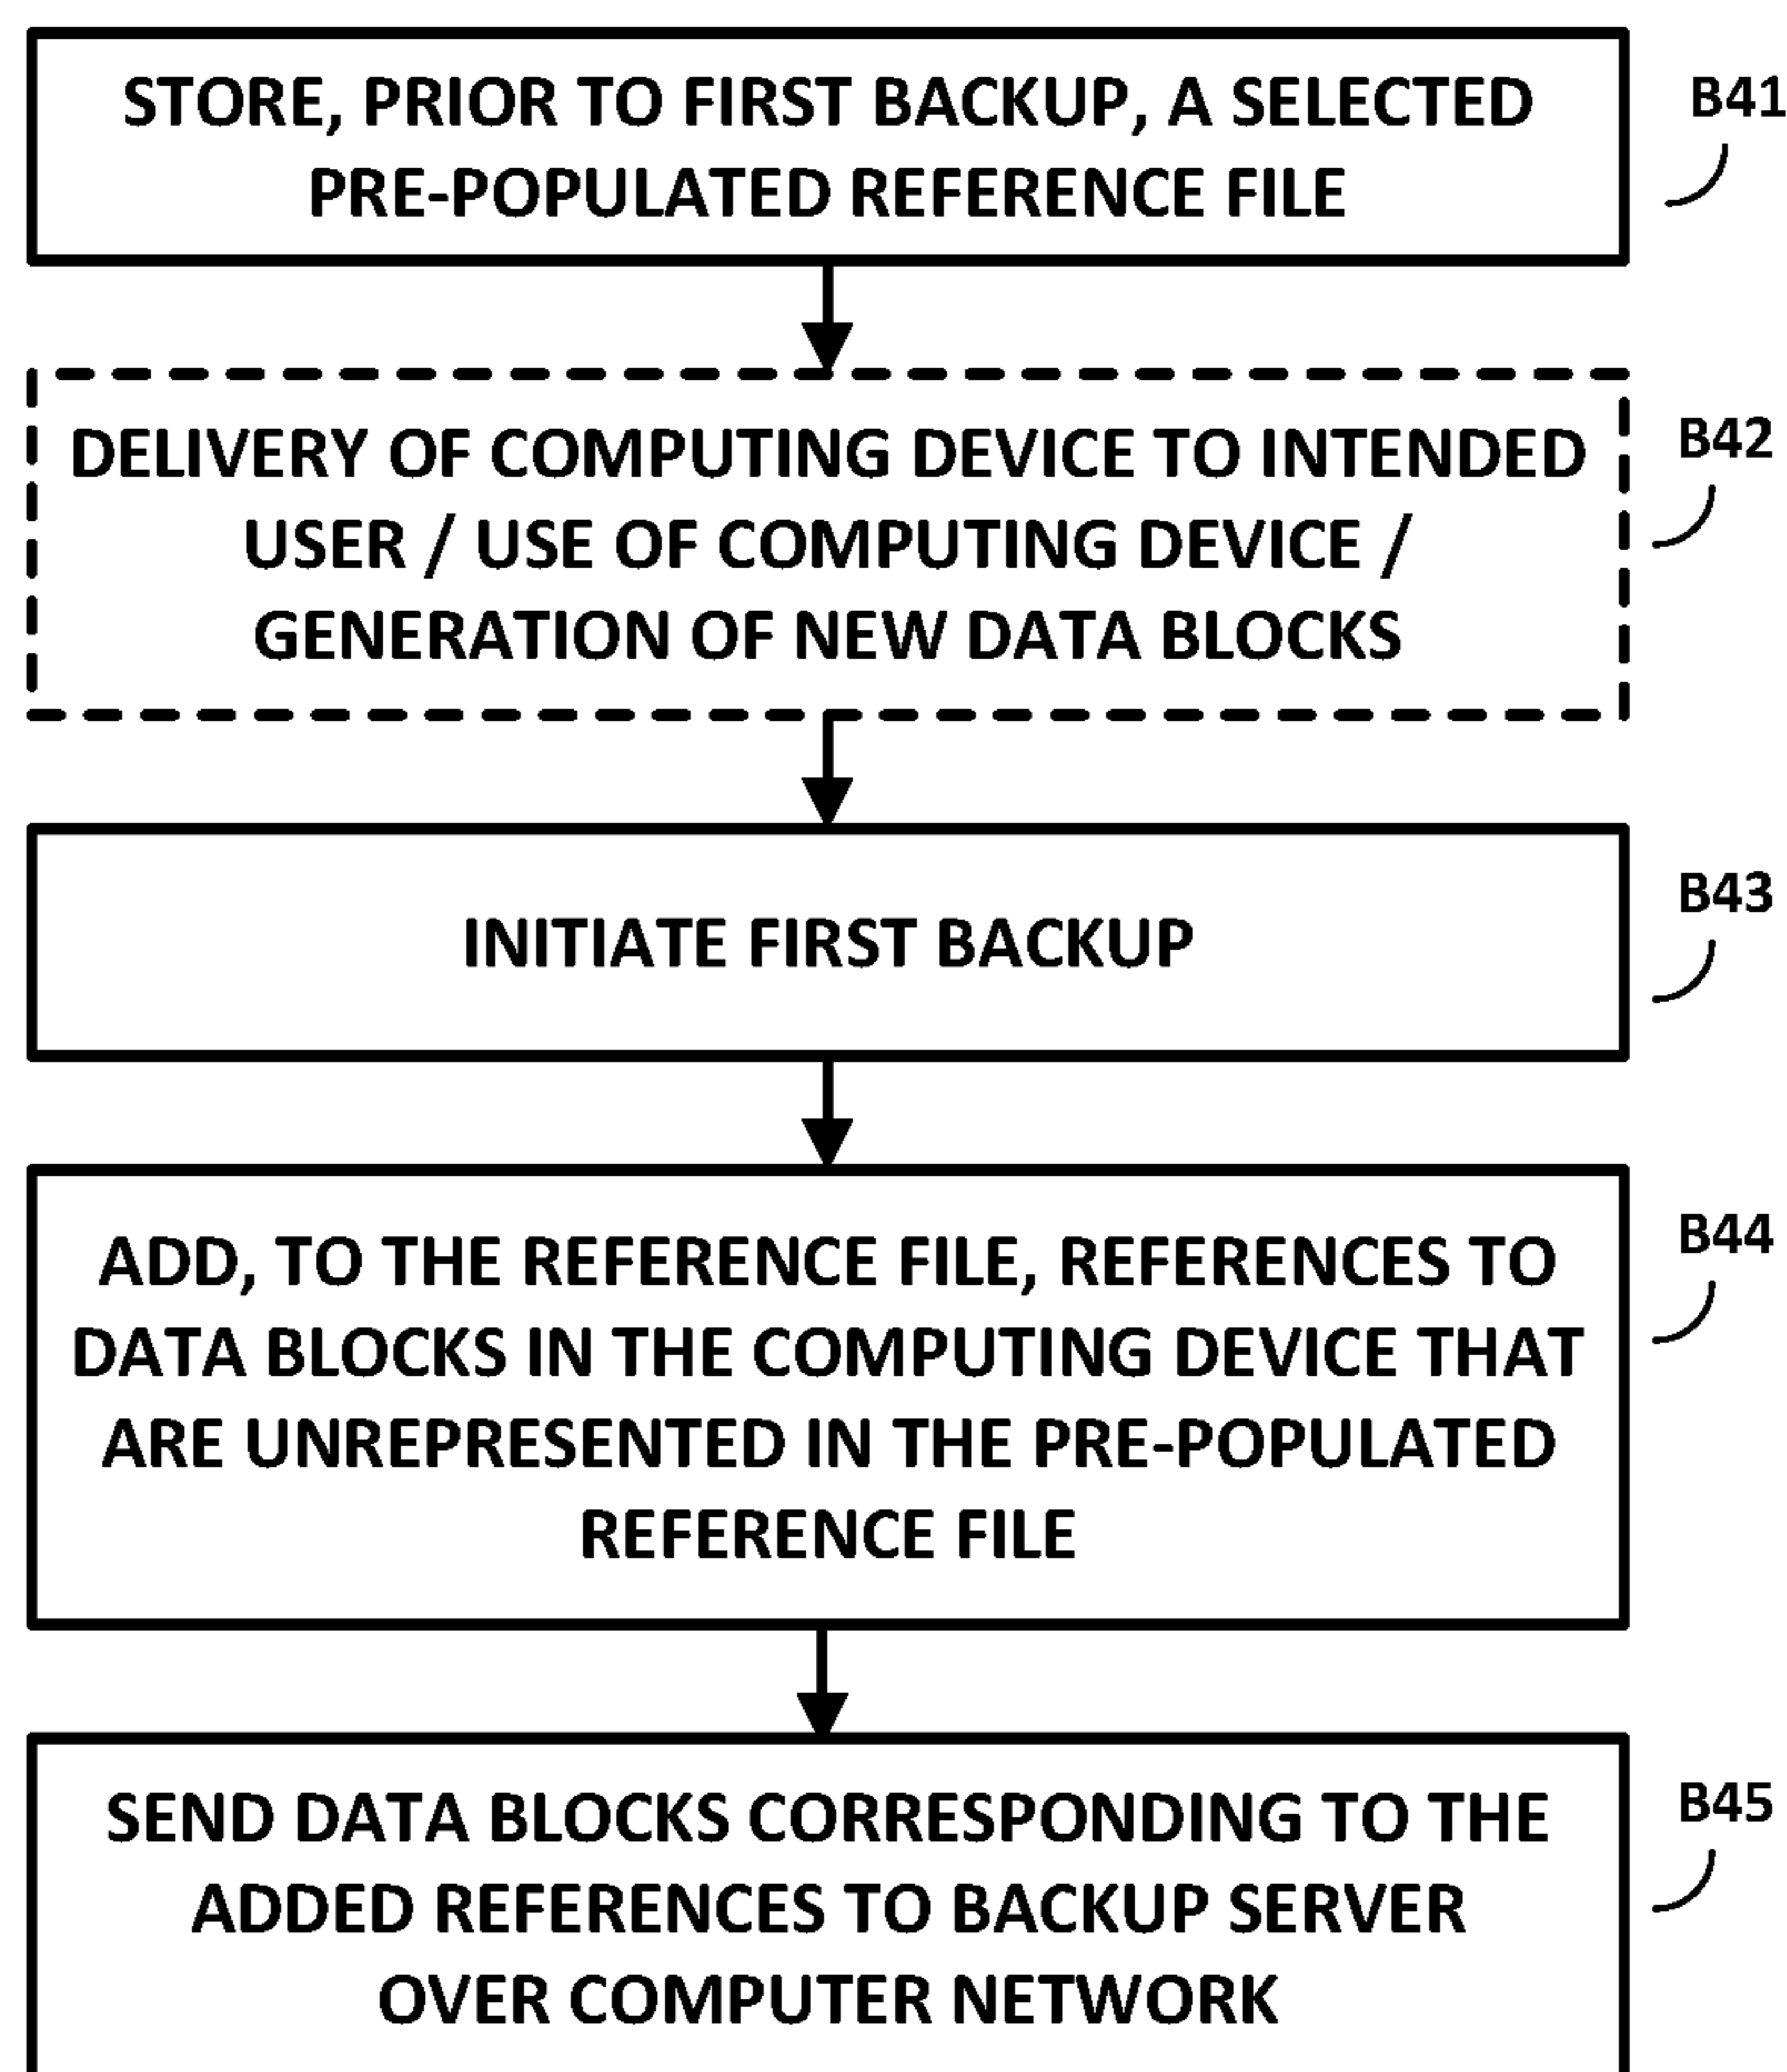 STORE, PRIOR TO FIRST BACKUP, A SELECTED
PRE-POPULATED REFERENCE FILE
B41
DELIVERY OF COMPUTING DEVICE TO INTENDED
USER / USE OF COMPUTING DEVICE /
GENERATION OF NEW DATA BLOCKS
B42
INITIATE FIRST BACKUP
B43
ADD, TO THE REFERENCE FILE, REFERENCES TO
DATA BLOCKS IN THE COMPUTING DEVICE THAT
ARE UNREPRESENTED IN THE PRE-POPULATED
REFERENCE FILE
B44
SEND DATA BLOCKS CORRESPONDING TO THE
ADDED REFERENCES TO BACKUP SERVER
OVER COMPUTER NETWORK
B45